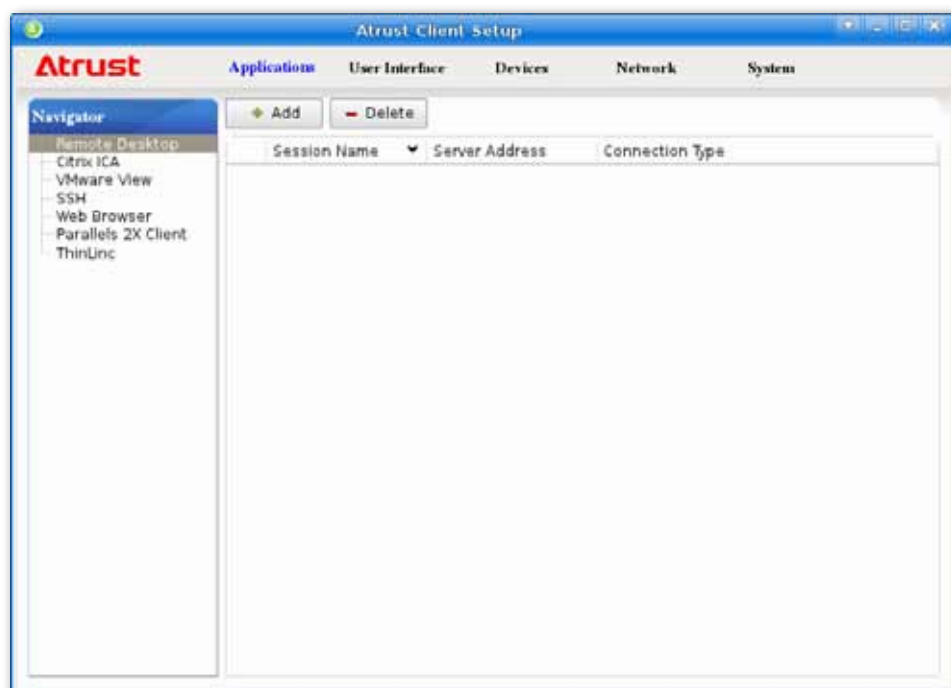 Atrust Client Setup
Atrust
Applications User Interface Devices Network System
Navigator
Remote Desktop
Citrix ICA
VMware View
SSH
Web Browser
Parallels 2X Client
ThinLinc
Add Delete
Session Name Server Address Connection Type